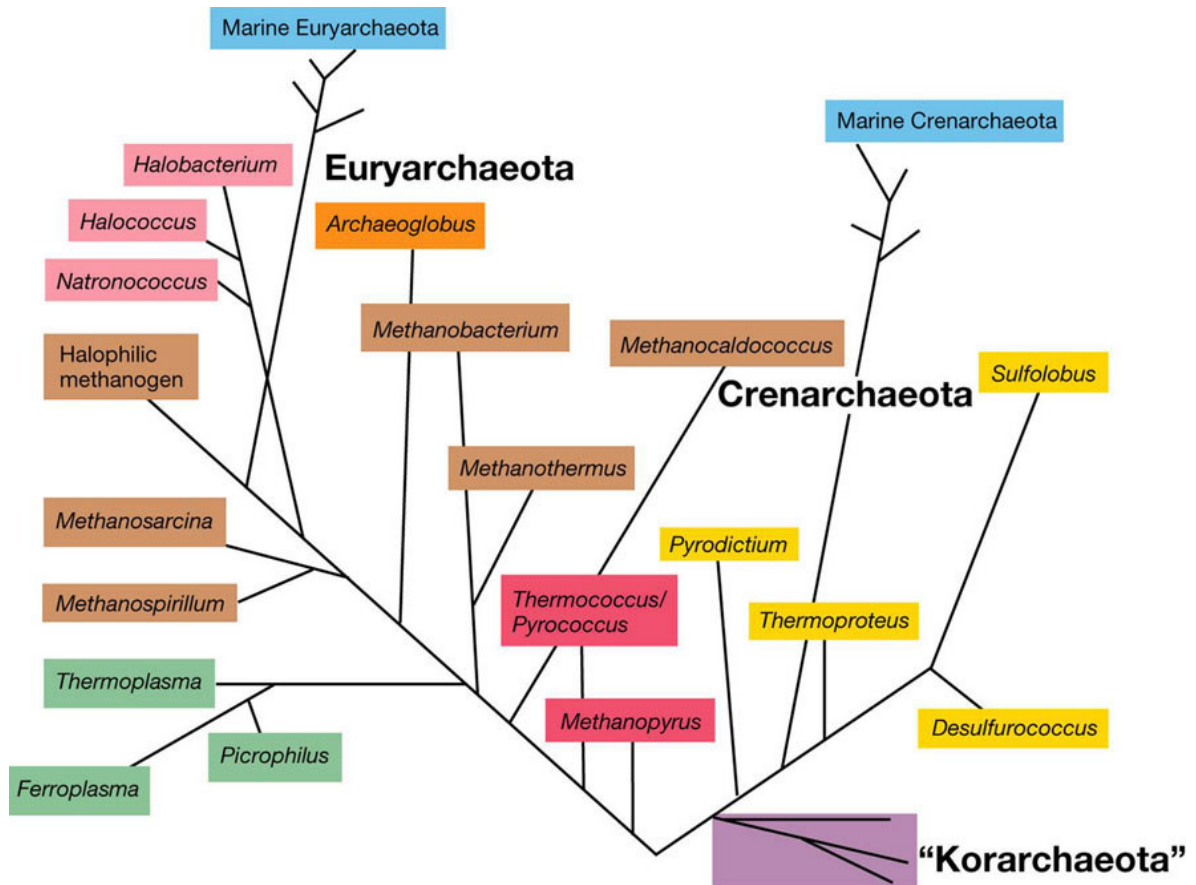 Marine Euryarchaeota
Marine Crenarchaeota
Halobacterium
Euryarchaeota
Halococcus
Archaeoglobus
Natronococcus
Methanobacterium
Methanocaldococcus
Halophilic
methanogen
Sulfolobus
Crenarchaeota
Methanothermus
Methanosarcina
Pyrodictium
Methanospirillum
Thermococcus/
Pyrococcus
Thermoproteus
Thermoplasma
Methanopyrus
Desulfurococcus
Picrophilus
Ferroplasma
“Korarchaeota”